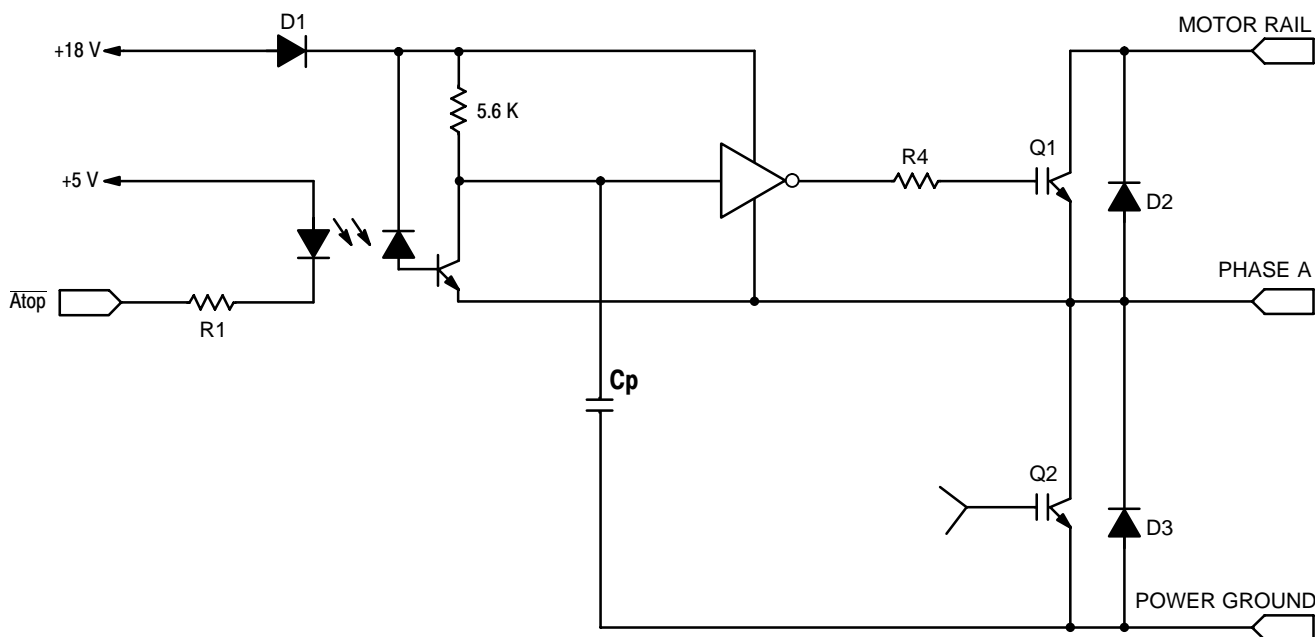 D1
MOTOR RAIL
+18 V
5.6 K
R4
Q1
+5 V
D2
PHASE A
Atop
R1
Cp
Q2
D3
POWER GROUND